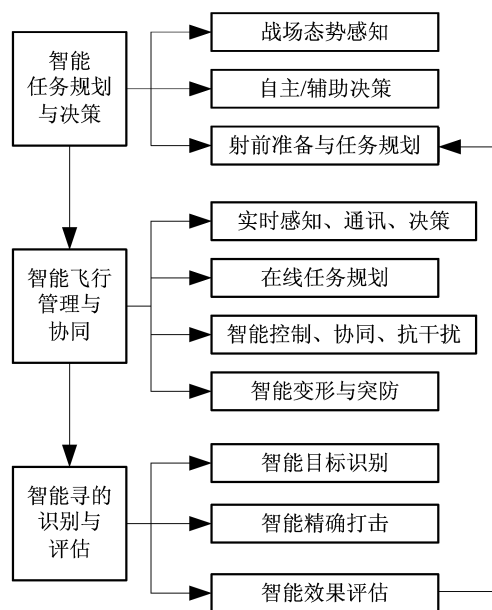 智能
任务规划
与决策
战场态势感知
自主/辅助决策
射前准备与任务规划
智能飞行
管理与
协同
实时感知、通讯、决策
在线任务规划
智能控制、协同、抗干扰
智能变形与突防
智能寻的
识别与
评估
智能目标识别
智能精确打击
智能效果评估